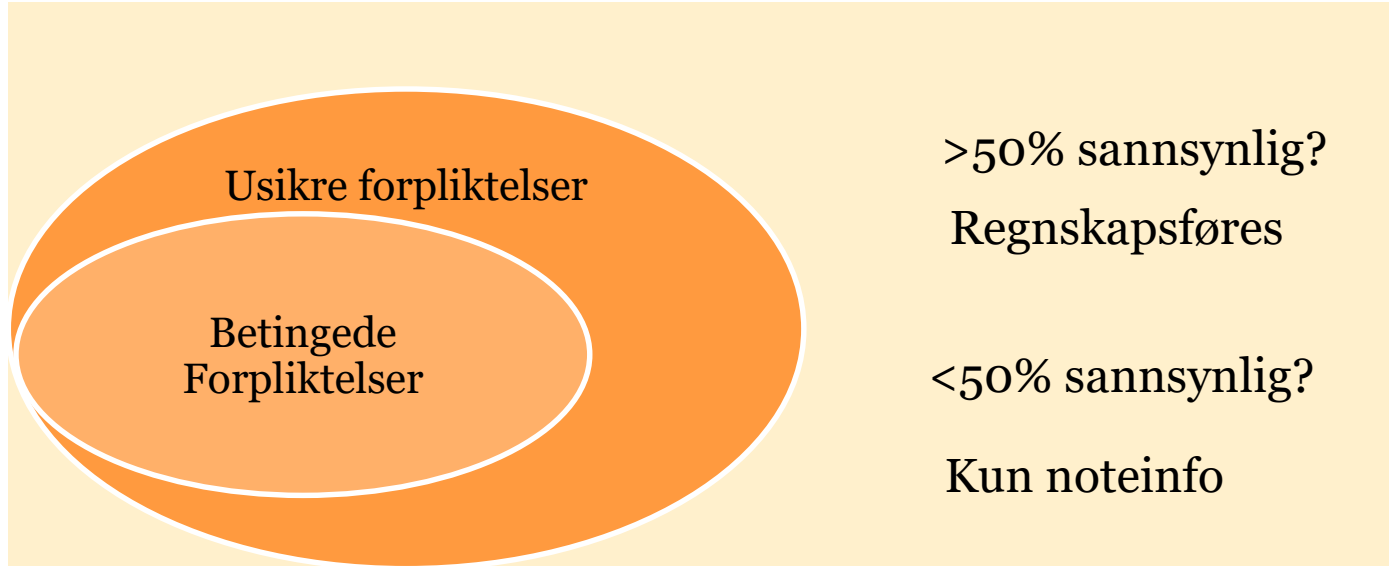 Usikre forpliktelser
Betingede
Forpliktelser
>50% sannsynlig?
Regnskapsføres
<50% sannsynlig?
Kun noteinfo